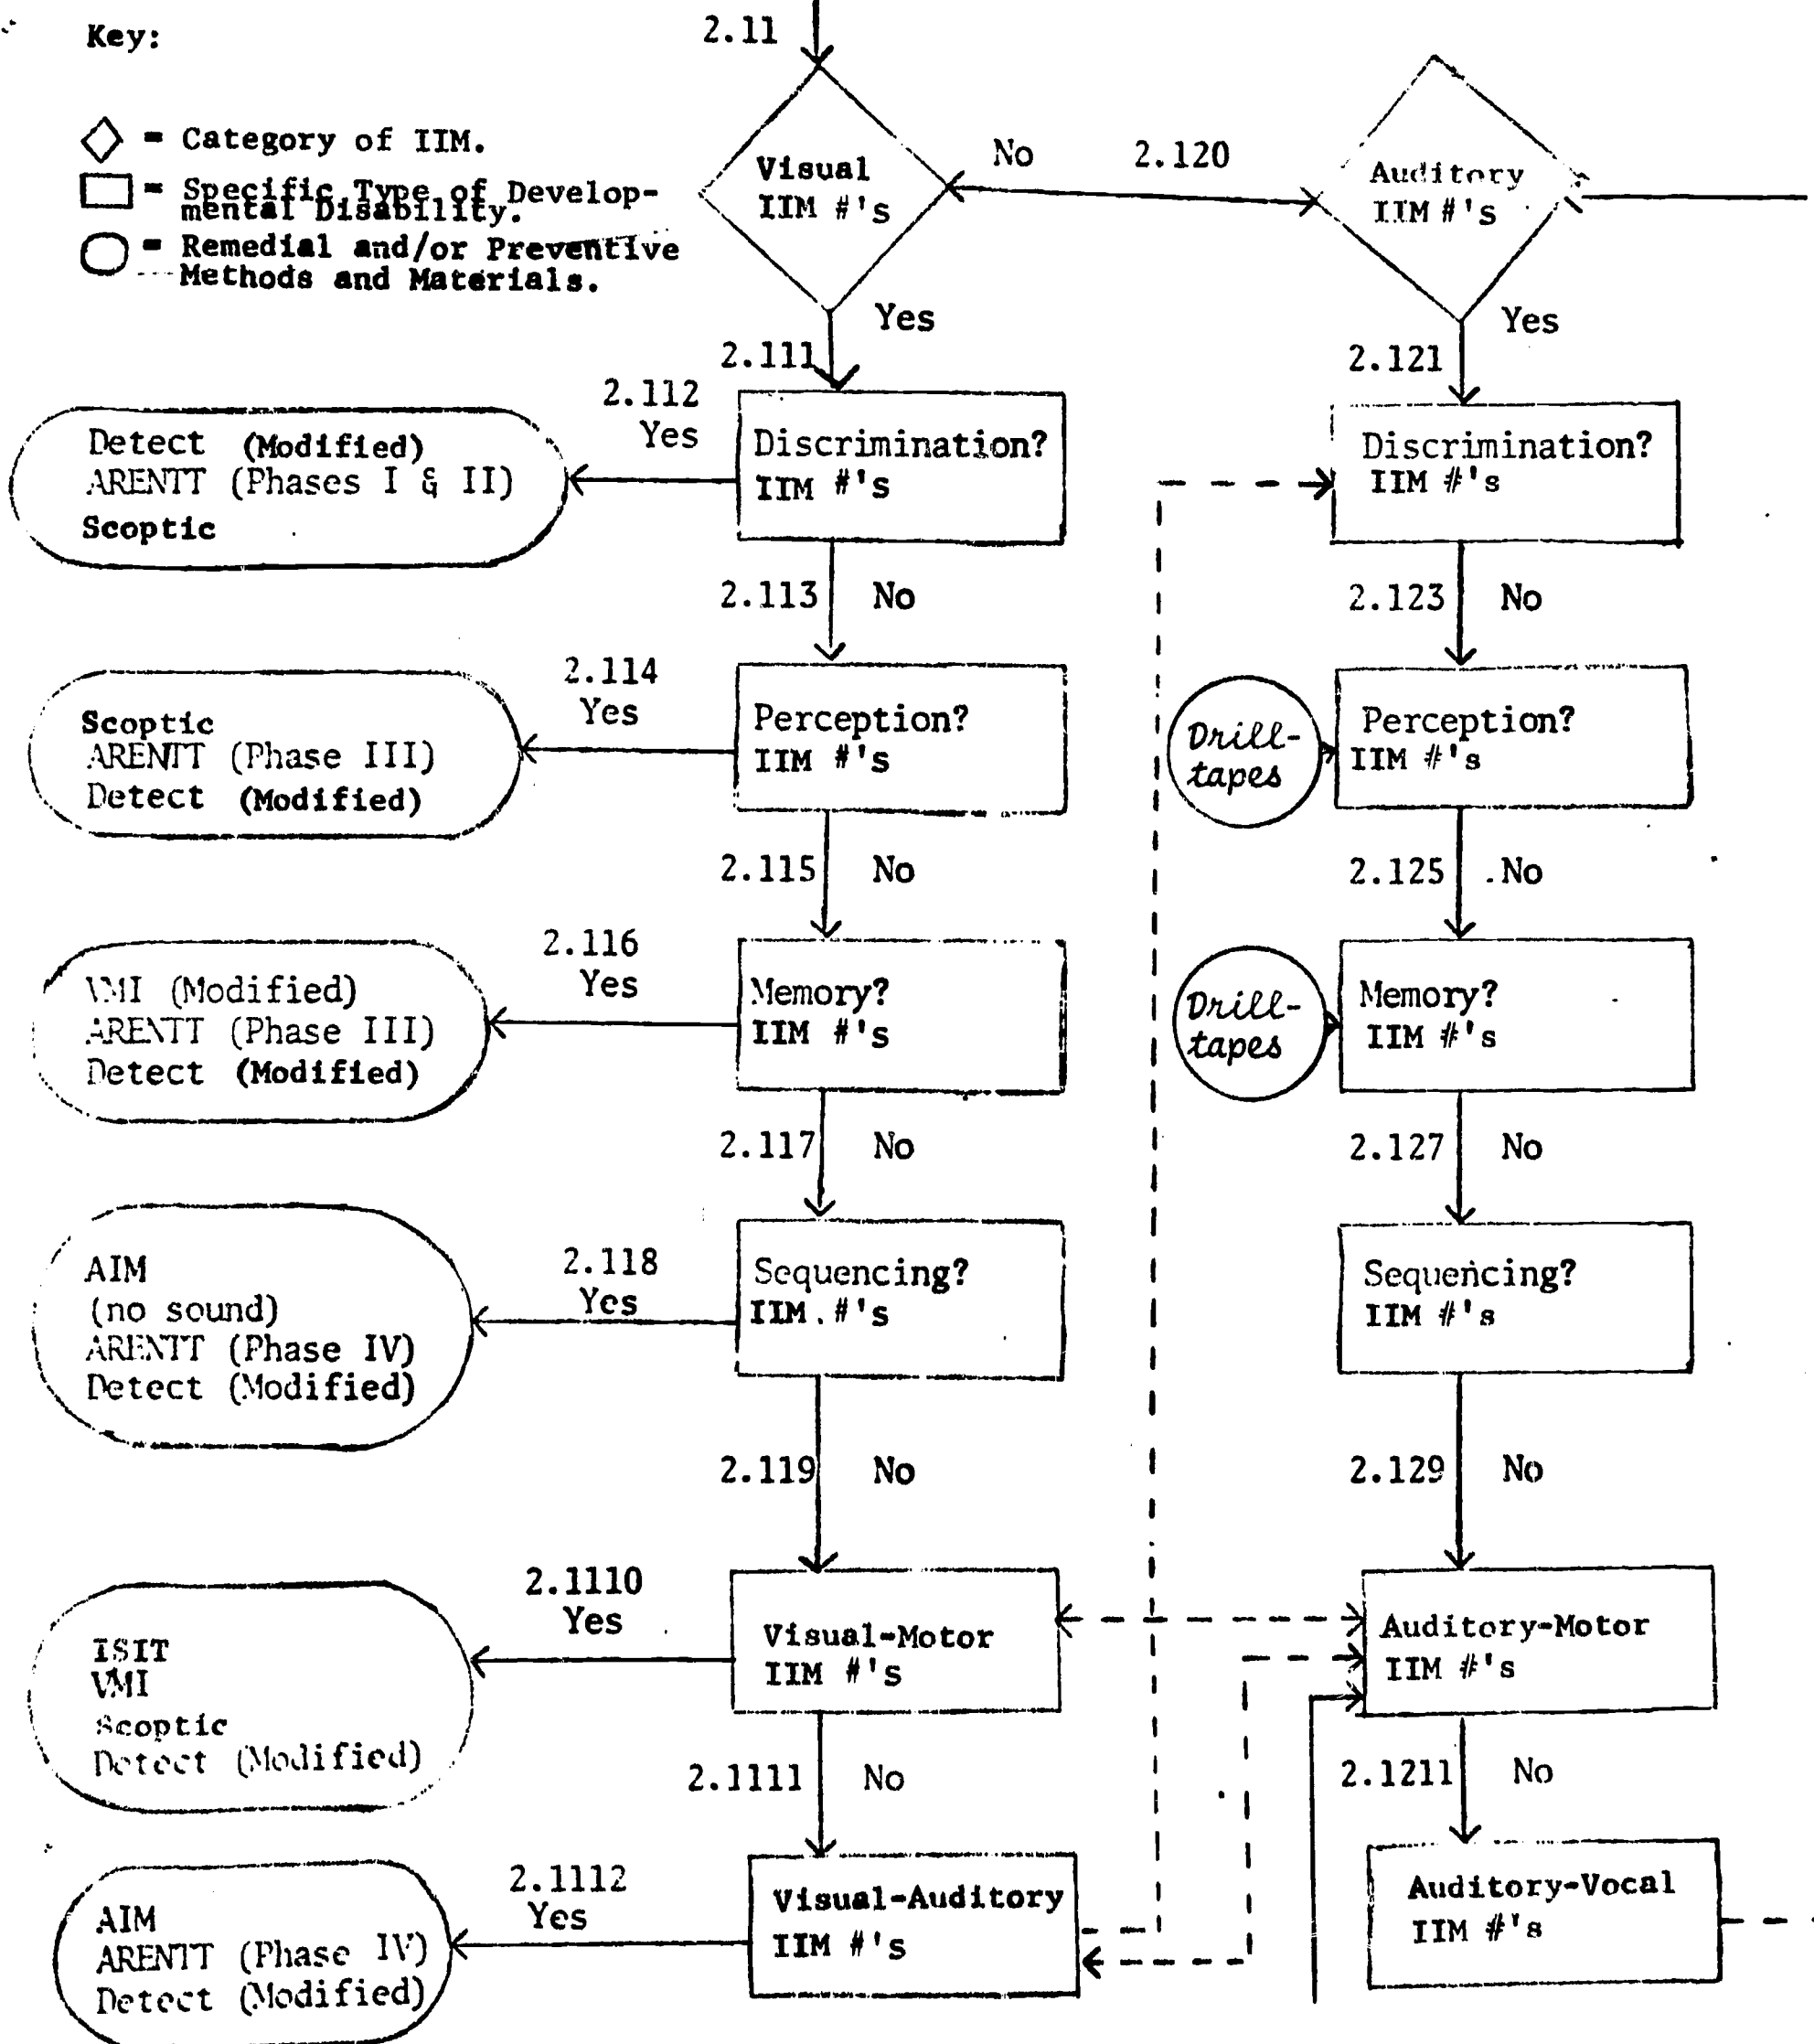 Key:
◇ = Category of IIM.
▭ = Specific Type of Develop-
mental Disability.
◯ = Remedial and/or Preventive
Methods and Materials.
2.11
Visual
IIM #'s
No
2.120
Auditory
IIM #'s
Yes
2.111
Yes
2.121
2.112
Yes
Detect (Modified)
ARENTT (Phases I & II)
Scoptic
Discrimination?
IIM #'s
Discrimination?
IIM #'s
2.113 No
2.123 No
2.114
Yes
Scoptic
ARENTT (Phase III)
Detect (Modified)
Perception?
IIM #'s
Drill-
tapes
Perception?
IIM #'s
2.115 No
2.125 No
2.116
Yes
VMI (Modified)
ARENTT (Phase III)
Detect (Modified)
Memory?
IIM #'s
Drill-
tapes
Memory?
IIM #'s
2.117 No
2.127 No
2.118
Yes
AIM
(no sound)
ARENTT (Phase IV)
Detect (Modified)
Sequencing?
IIM #'s
Sequencing?
IIM #'s
2.119 No
2.129 No
2.1110
Yes
ISIT
VMI
Scoptic
Detect (Modified)
Visual-Motor
IIM #'s
Auditory-Motor
IIM #'s
2.1111 No
2.1211 No
2.1112
Yes
AIM
ARENTT (Phase IV)
Detect (Modified)
Visual-Auditory
IIM #'s
Auditory-Vocal
IIM #'s